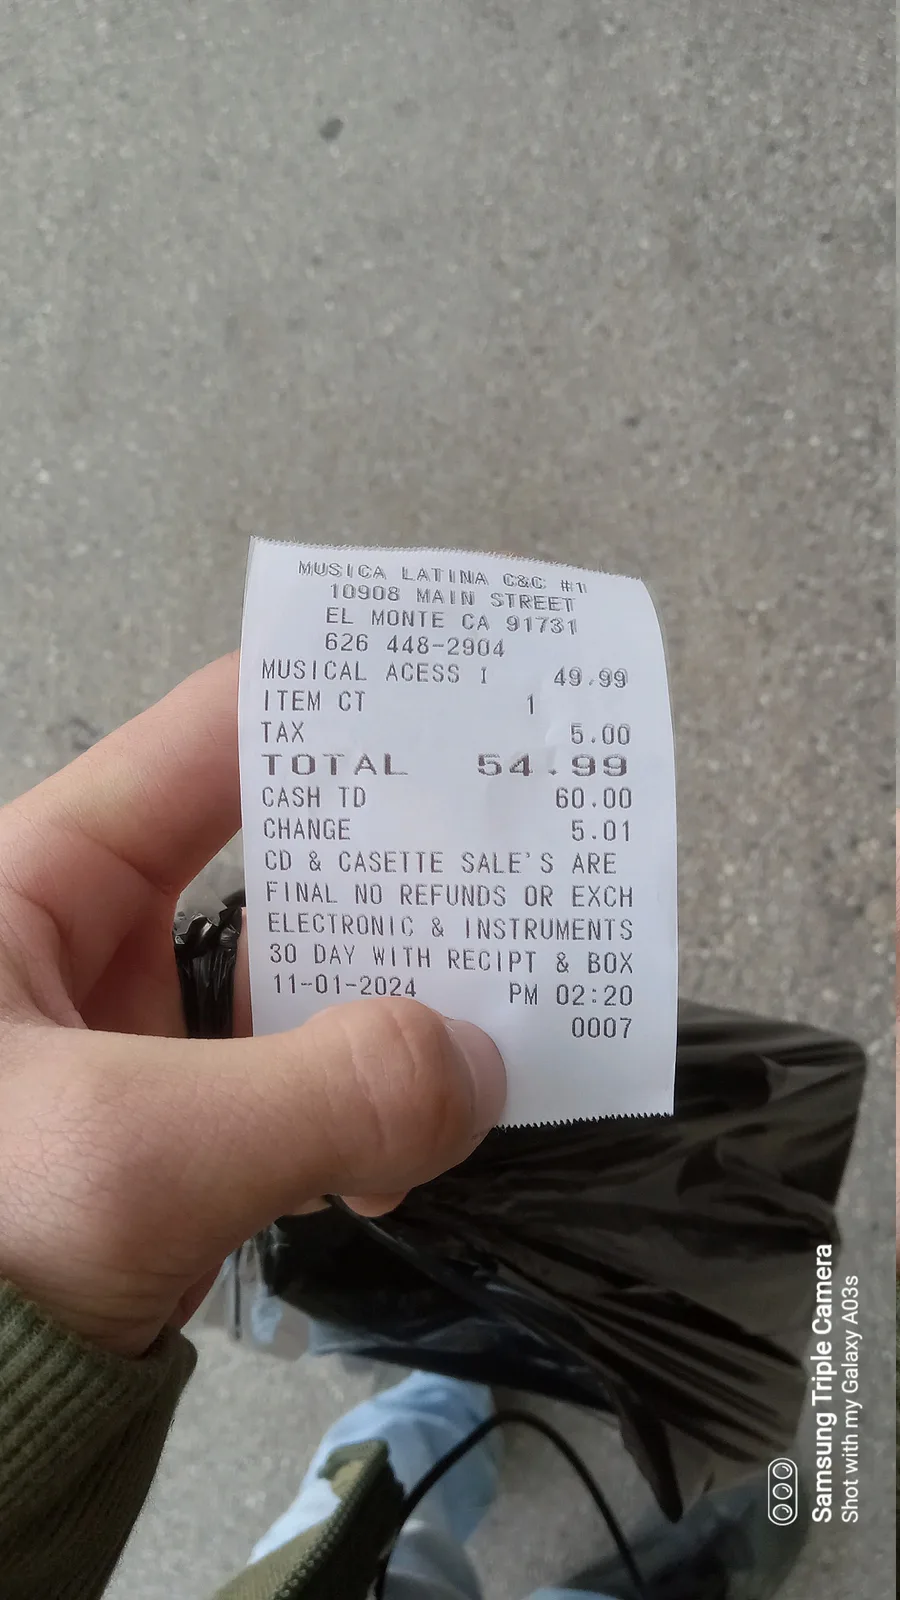 MUSICA LATINA C&C #1
10908 MAIN STREET
EL MONTE CA 91731
626 448-2904
MUSICAL ACESS I 49.99
ITEM CT 1
TAX 5.00
TOTAL 54.99
CASH TD 60.00
CHANGE 5.01
CD & CASETTE SALE'S ARE
FINAL NO REFUNDS OR EXCH
ELECTRONIC & INSTRUMENTS
30 DAY WITH RECIPT & BOX
11-01-2024 PM 02:20
0007
Samsung Triple Camera
Shot with my Galaxy A03s